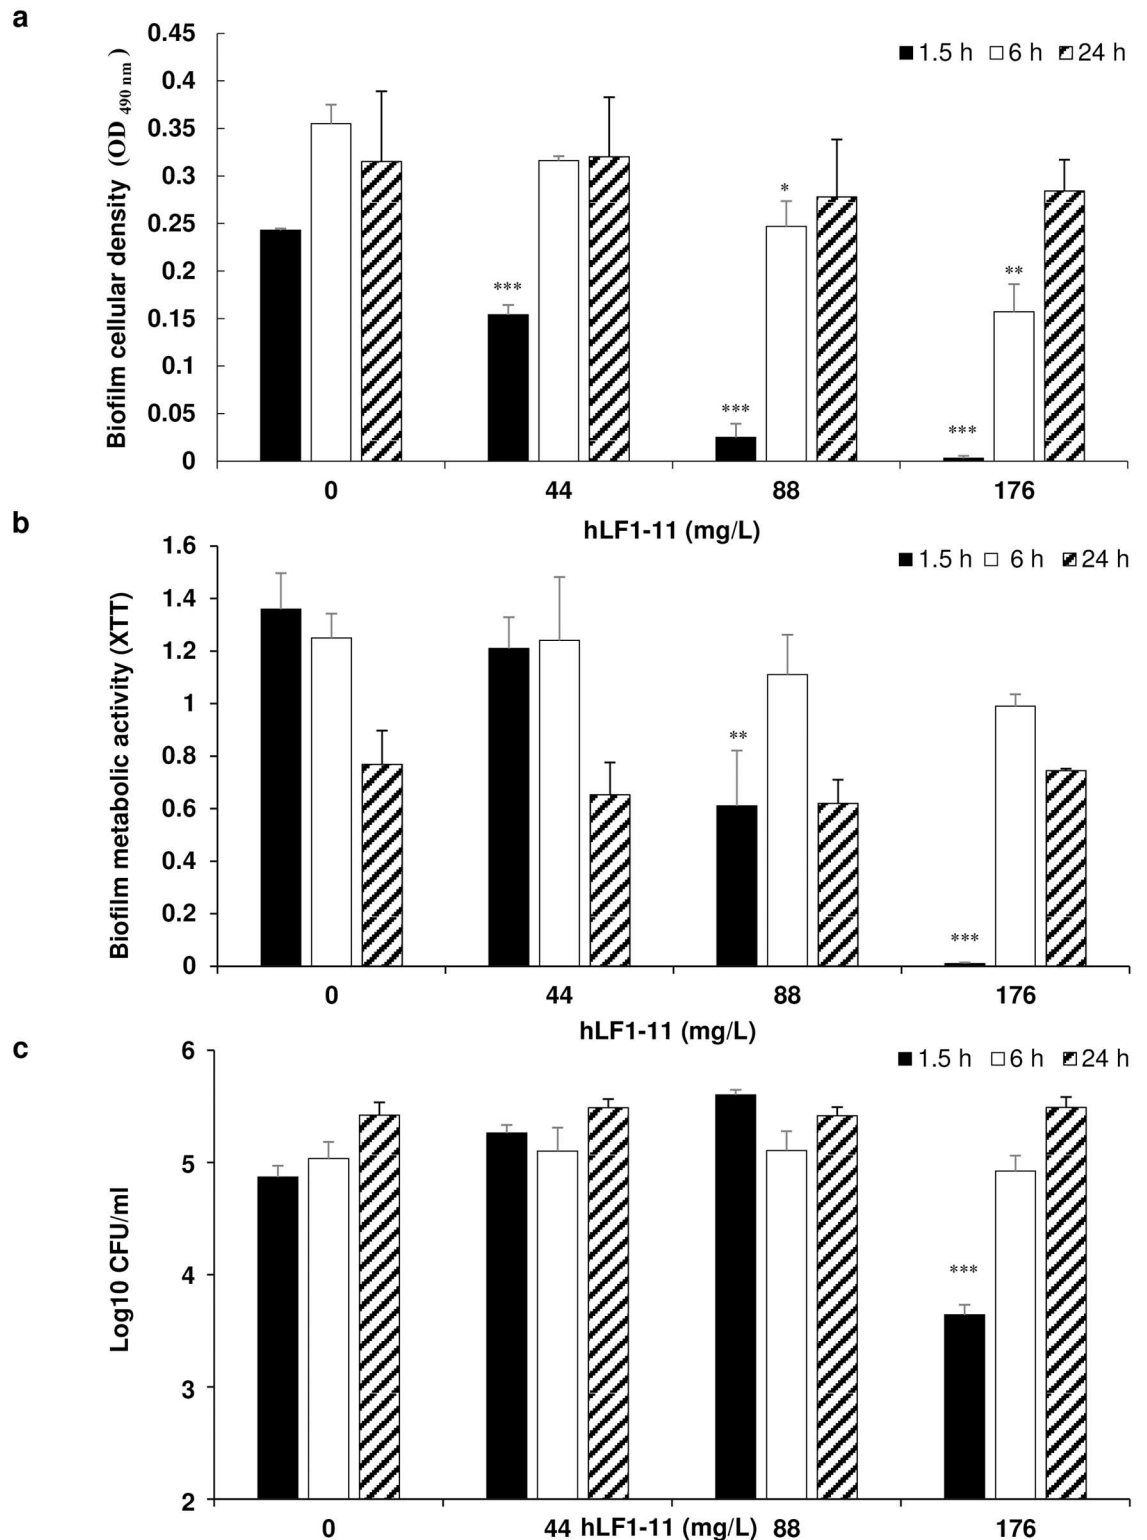 a
0.45
0.4
0.35
0.3
0.25
0.2
0.15
0.1
0.05
0
Biofilm cellular density (OD 490 nm)
■ 1.5 h □ 6 h 24 h
***
***
*
***
**
0 44 88 176
hLF1-11 (mg/L)
b
1.6
1.4
1.2
1
0.8
0.6
0.4
0.2
0
Biofilm metabolic activity (XTT)
■ 1.5 h □ 6 h 24 h
**
***
0 44 88 176
hLF1-11 (mg/L)
c
6
5
4
3
2
Log10 CFU/ml
■ 1.5 h □ 6 h 24 h
***
0 44 hLF1-11 (mg/L) 88 176